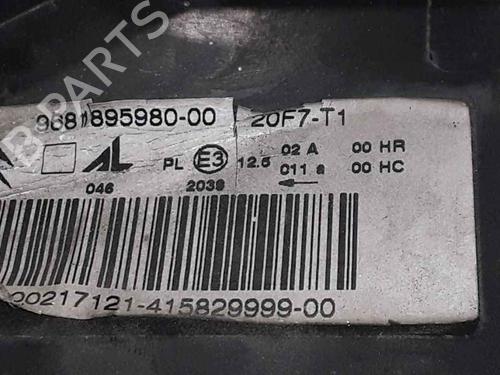 B-PARTS
9681895980-00 20F7-T1
AL PL E3 12.5 02 A 00 HR
046 2038 011 a 00 HC
00217121-415829999-00